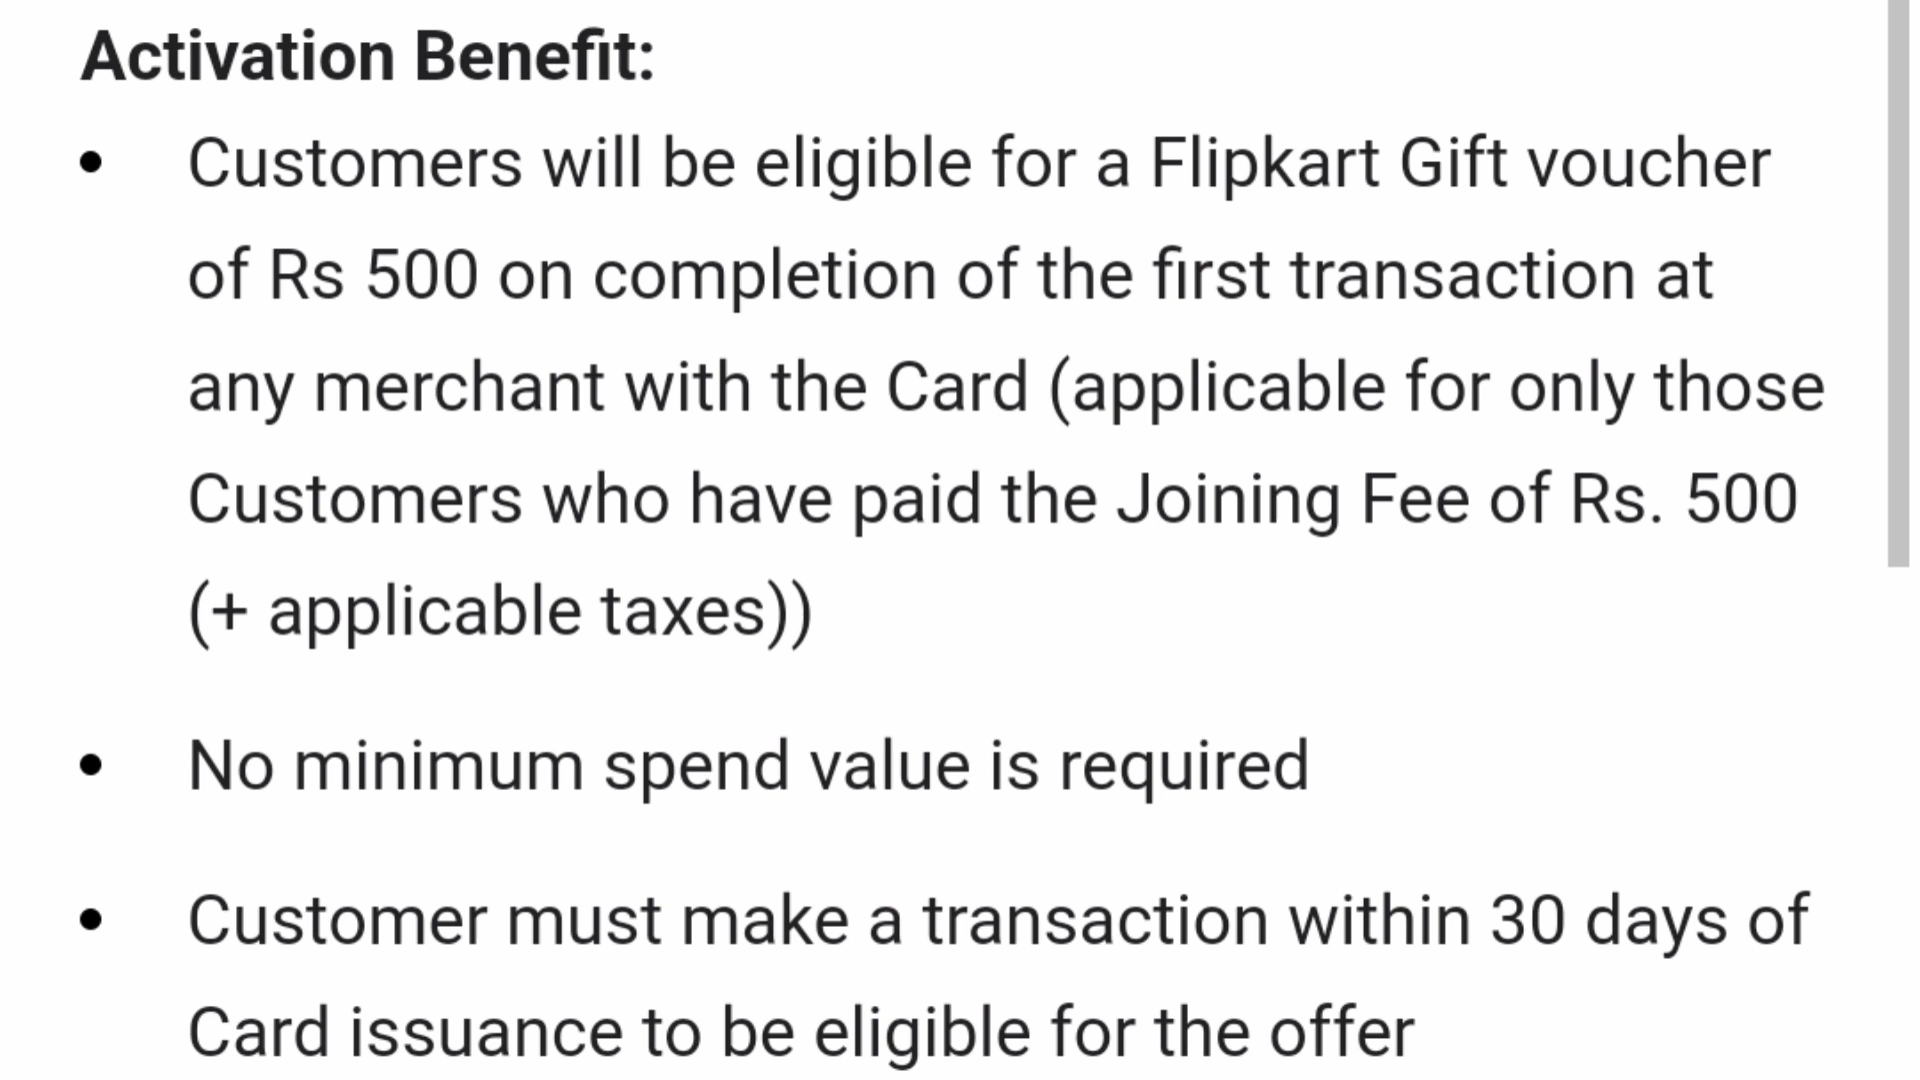 Activation Benefit:
• Customers will be eligible for a Flipkart Gift voucher
of Rs 500 on completion of the first transaction at
any merchant with the Card (applicable for only those
Customers who have paid the Joining Fee of Rs. 500
(+ applicable taxes))
• No minimum spend value is required
• Customer must make a transaction within 30 days of
Card issuance to be eligible for the offer